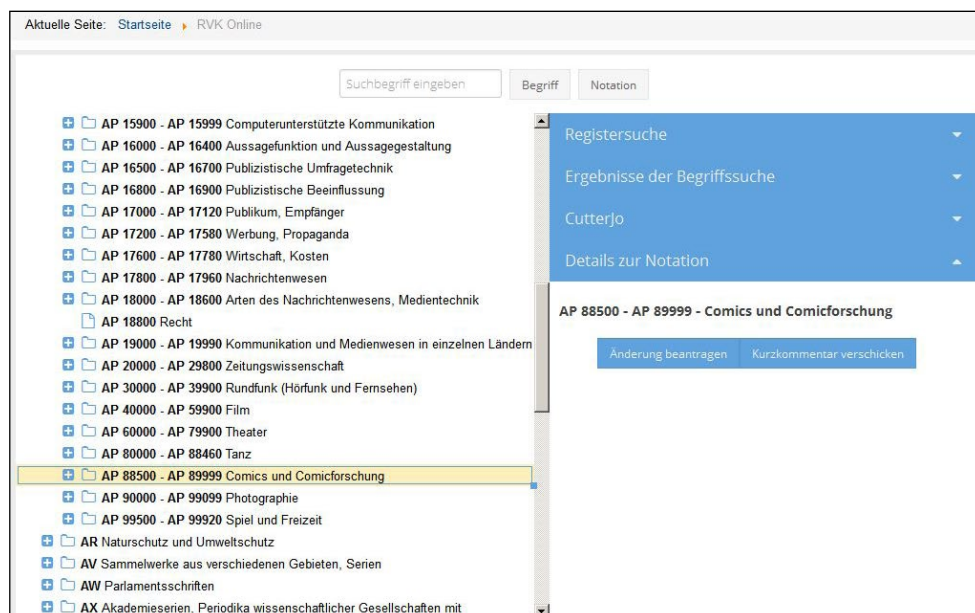 Aktuelle Seite: Startseite RVK Online
Suchbegriff eingeben Begriff Notation
AP 15900 - AP 15999 Computerunterstützte Kommunikation
AP 16000 - AP 16400 Aussagefunktion und Aussagegestaltung
AP 16500 - AP 16700 Publizistische Umfragetechnik
AP 16800 - AP 16900 Publizistische Beeinflussung
AP 17000 - AP 17120 Publikum, Empfänger
AP 17200 - AP 17580 Werbung, Propaganda
AP 17600 - AP 17780 Wirtschaft, Kosten
AP 17800 - AP 17960 Nachrichtenwesen
AP 18000 - AP 18600 Arten des Nachrichtenwesens, Medientechnik
AP 18800 Recht
AP 19000 - AP 19990 Kommunikation und Medienwesen in einzelnen Ländern
AP 20000 - AP 29800 Zeitungswissenschaft
AP 30000 - AP 39900 Rundfunk (Hörfunk und Fernsehen)
AP 40000 - AP 59900 Film
AP 60000 - AP 79900 Theater
AP 80000 - AP 88460 Tanz
AP 88500 - AP 89999 Comics und Comicforschung
AP 90000 - AP 99099 Photographie
AP 99500 - AP 99920 Spiel und Freizeit
AR Naturschutz und Umweltschutz
AV Sammelwerke aus verschiedenen Gebieten, Serien
AW Parlamentsschriften
AX Akademieserien, Periodika wissenschaftlicher Gesellschaften mit
Registersuche
Ergebnisse der Begriffssuche
CutterJo
Details zur Notation
AP 88500 - AP 89999 - Comics und Comicforschung
Änderung beantragen Kurzkommentar verschicken